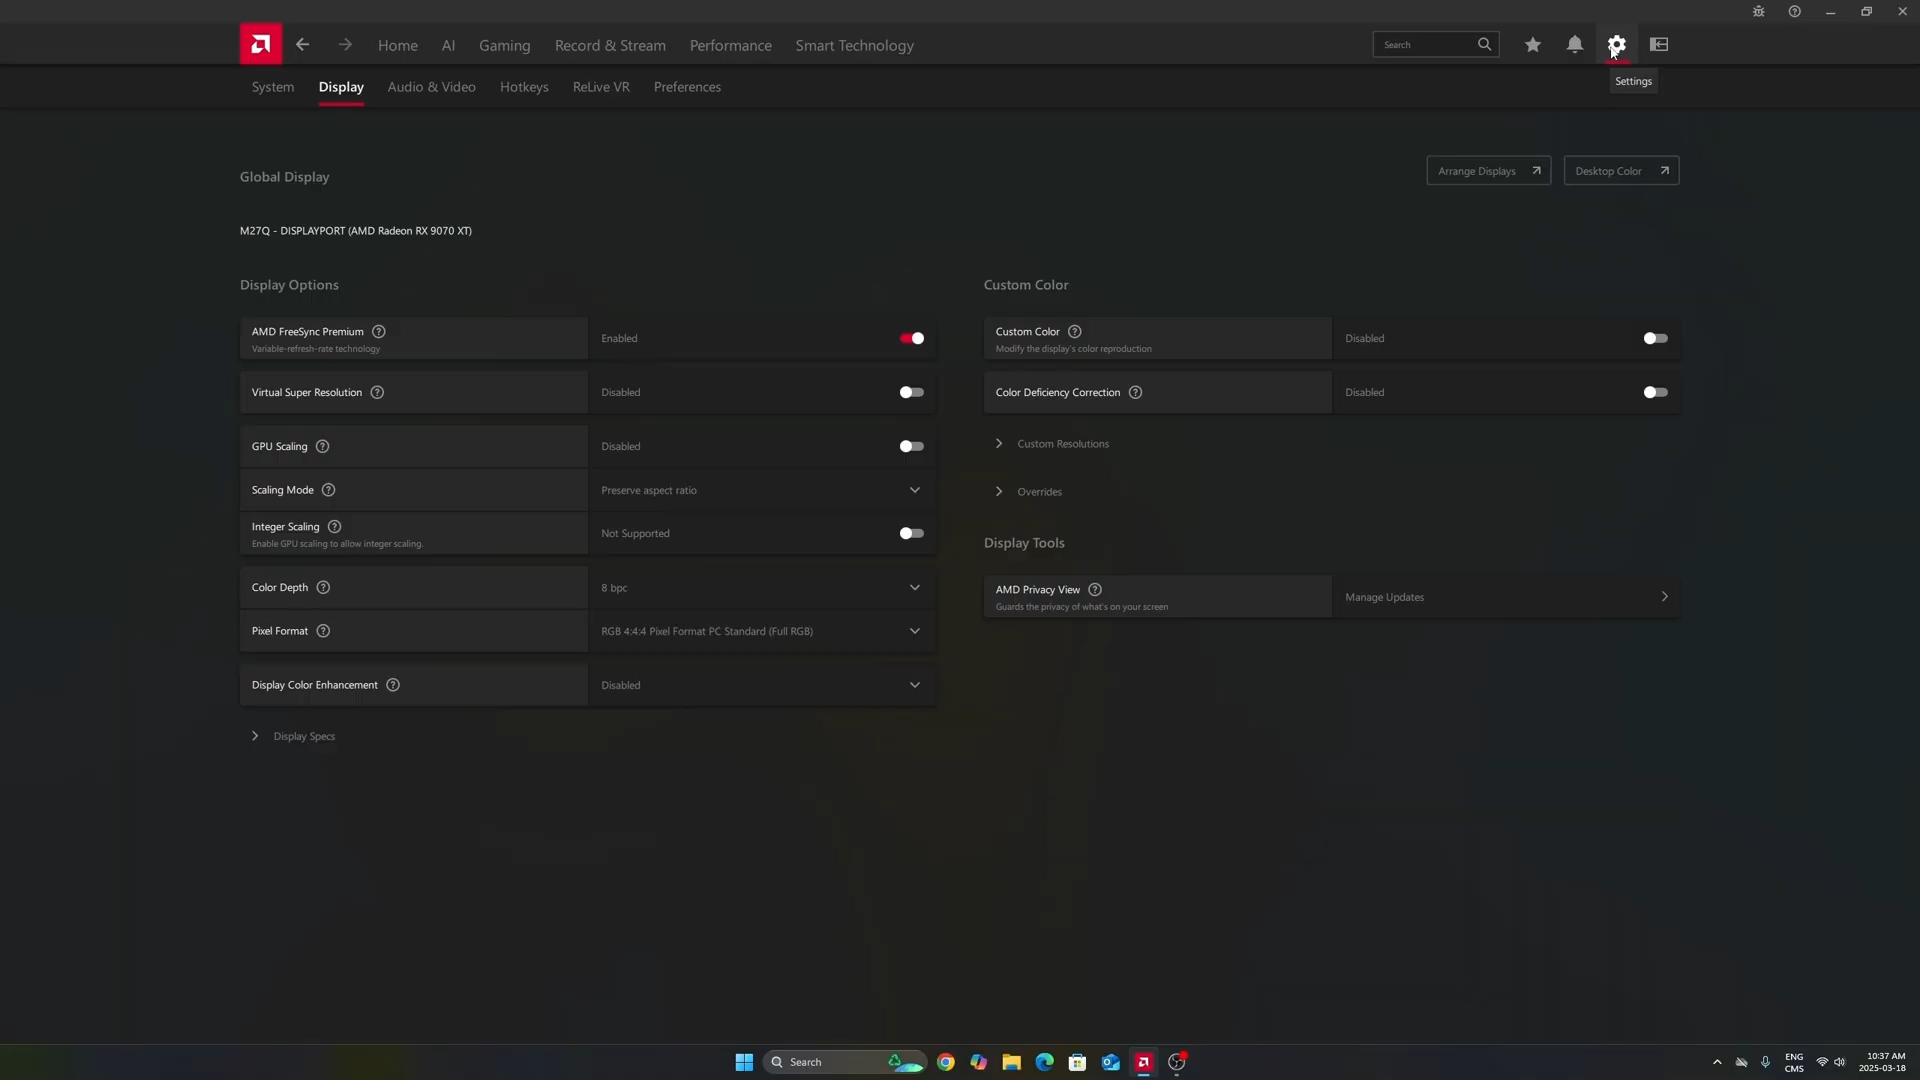 Home AI Gaming Record & Stream Performance Smart Technology Search
Settings
System Display Audio & Video Hotkeys ReLive VR Preferences
Global Display
Arrange Displays Desktop Color
M27Q - DISPLAYPORT (AMD Radeon RX 9070 XT)
Display Options
AMD FreeSync Premium
Variable-refresh-rate technology
Enabled
Virtual Super Resolution
Disabled
GPU Scaling
Disabled
Scaling Mode
Preserve aspect ratio
Integer Scaling
Enable GPU scaling to allow integer scaling.
Not Supported
Color Depth
8 bpc
Pixel Format
RGB 4:4:4 Pixel Format PC Standard (Full RGB)
Display Color Enhancement
Disabled
Display Specs
Custom Color
Custom Color
Modify the display's color reproduction
Disabled
Color Deficiency Correction
Disabled
Custom Resolutions
Overrides
Display Tools
AMD Privacy View
Guards the privacy of what's on your screen
Manage Updates
Search
ENG
CMS
10:37 AM
2025-03-18